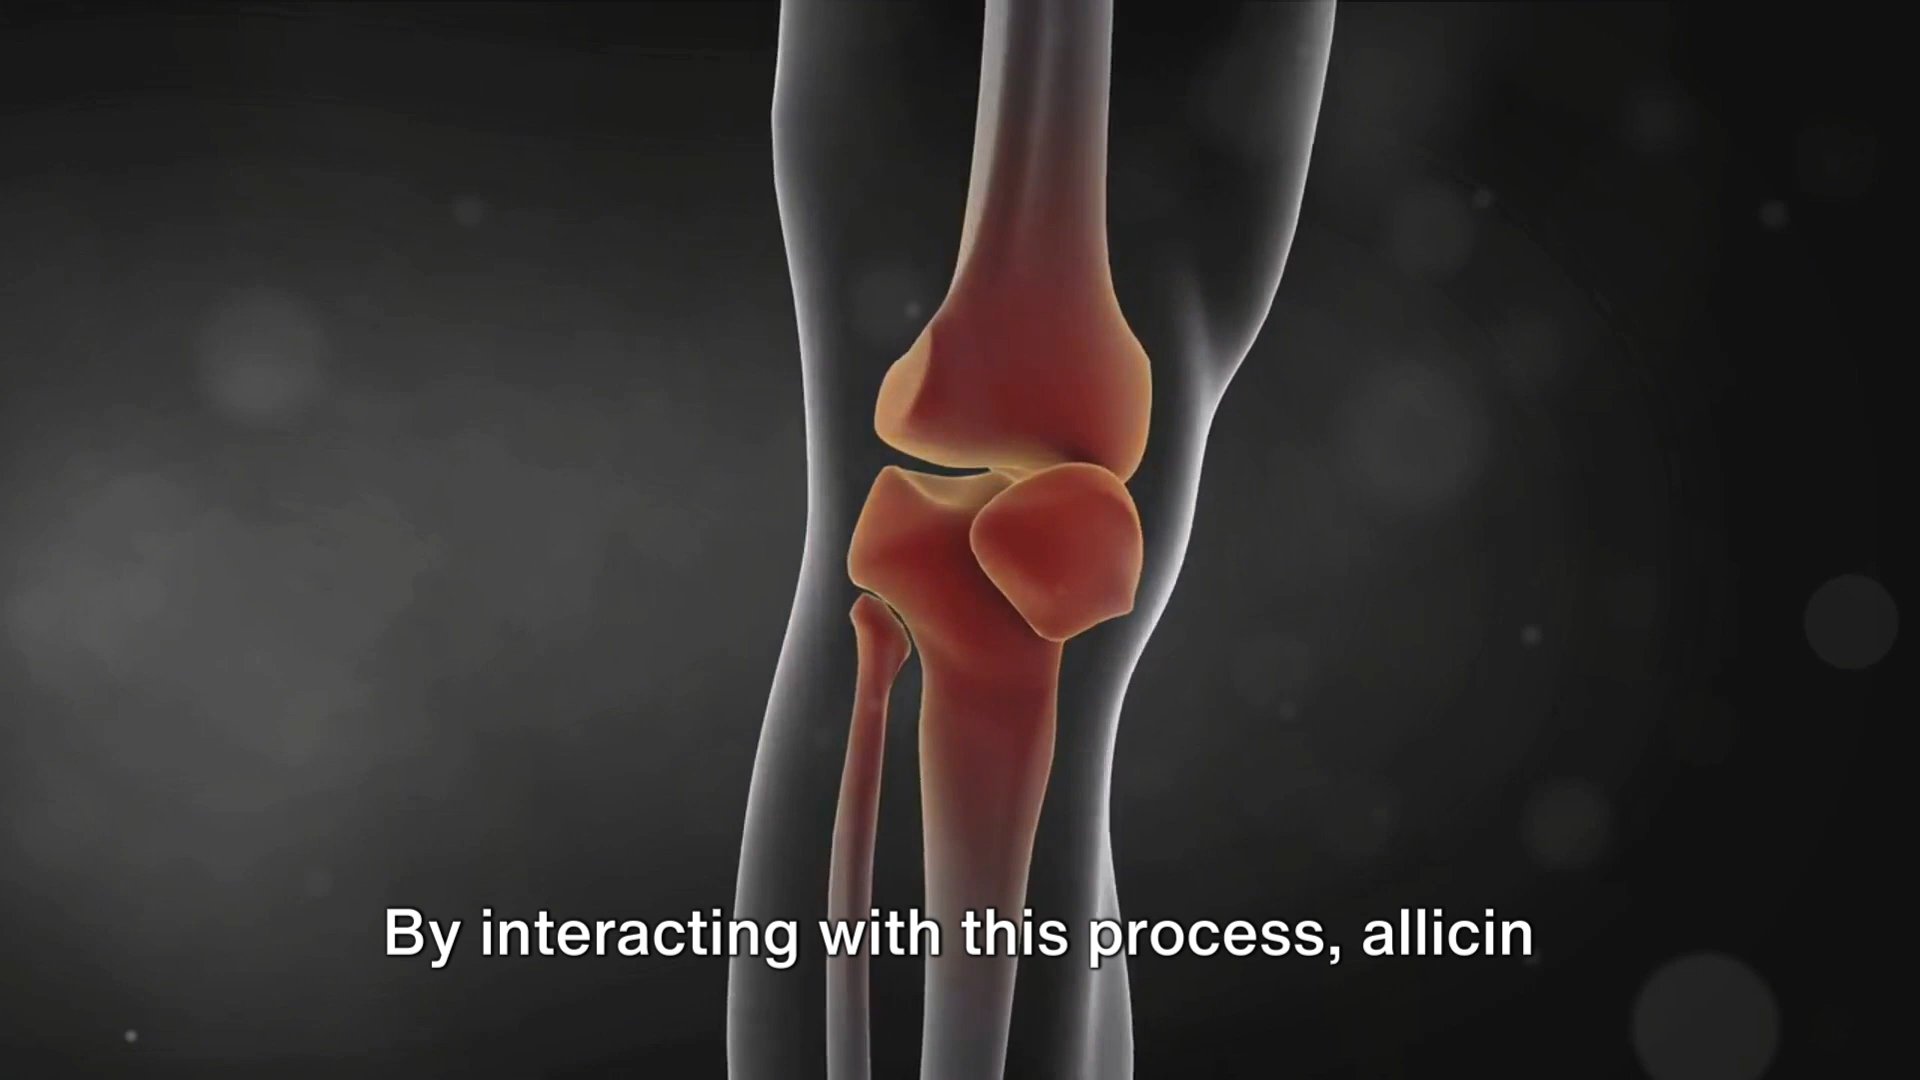 By interacting with this process, allicin